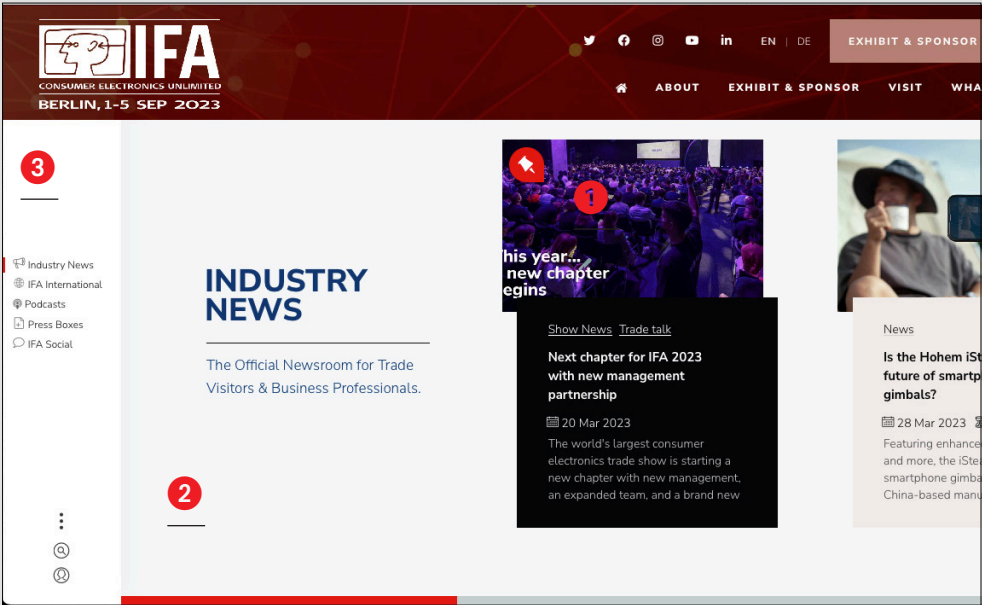 IFA
CONSUMER ELECTRONICS UNLIMITED
BERLIN, 1-5 SEP 2023
EN | DE
EXHIBIT & SPONSOR
ABOUT
EXHIBIT & SPONSOR
VISIT
WHA
3
Industry News
IFA International
Podcasts
Press Boxes
IFA Social
INDUSTRY
NEWS
The Official Newsroom for Trade
Visitors & Business Professionals.
2
1
his year...
new chapter
egins
Show News Trade talk
Next chapter for IFA 2023
with new management
partnership
20 Mar 2023
The world's largest consumer
electronics trade show is starting a
new chapter with new management,
an expanded team, and a brand new
News
Is the Hohem iSt
future of smartp
gimbals?
28 Mar 2023
Featuring enhance
and more, the iStea
smartphone gimba
China-based manu